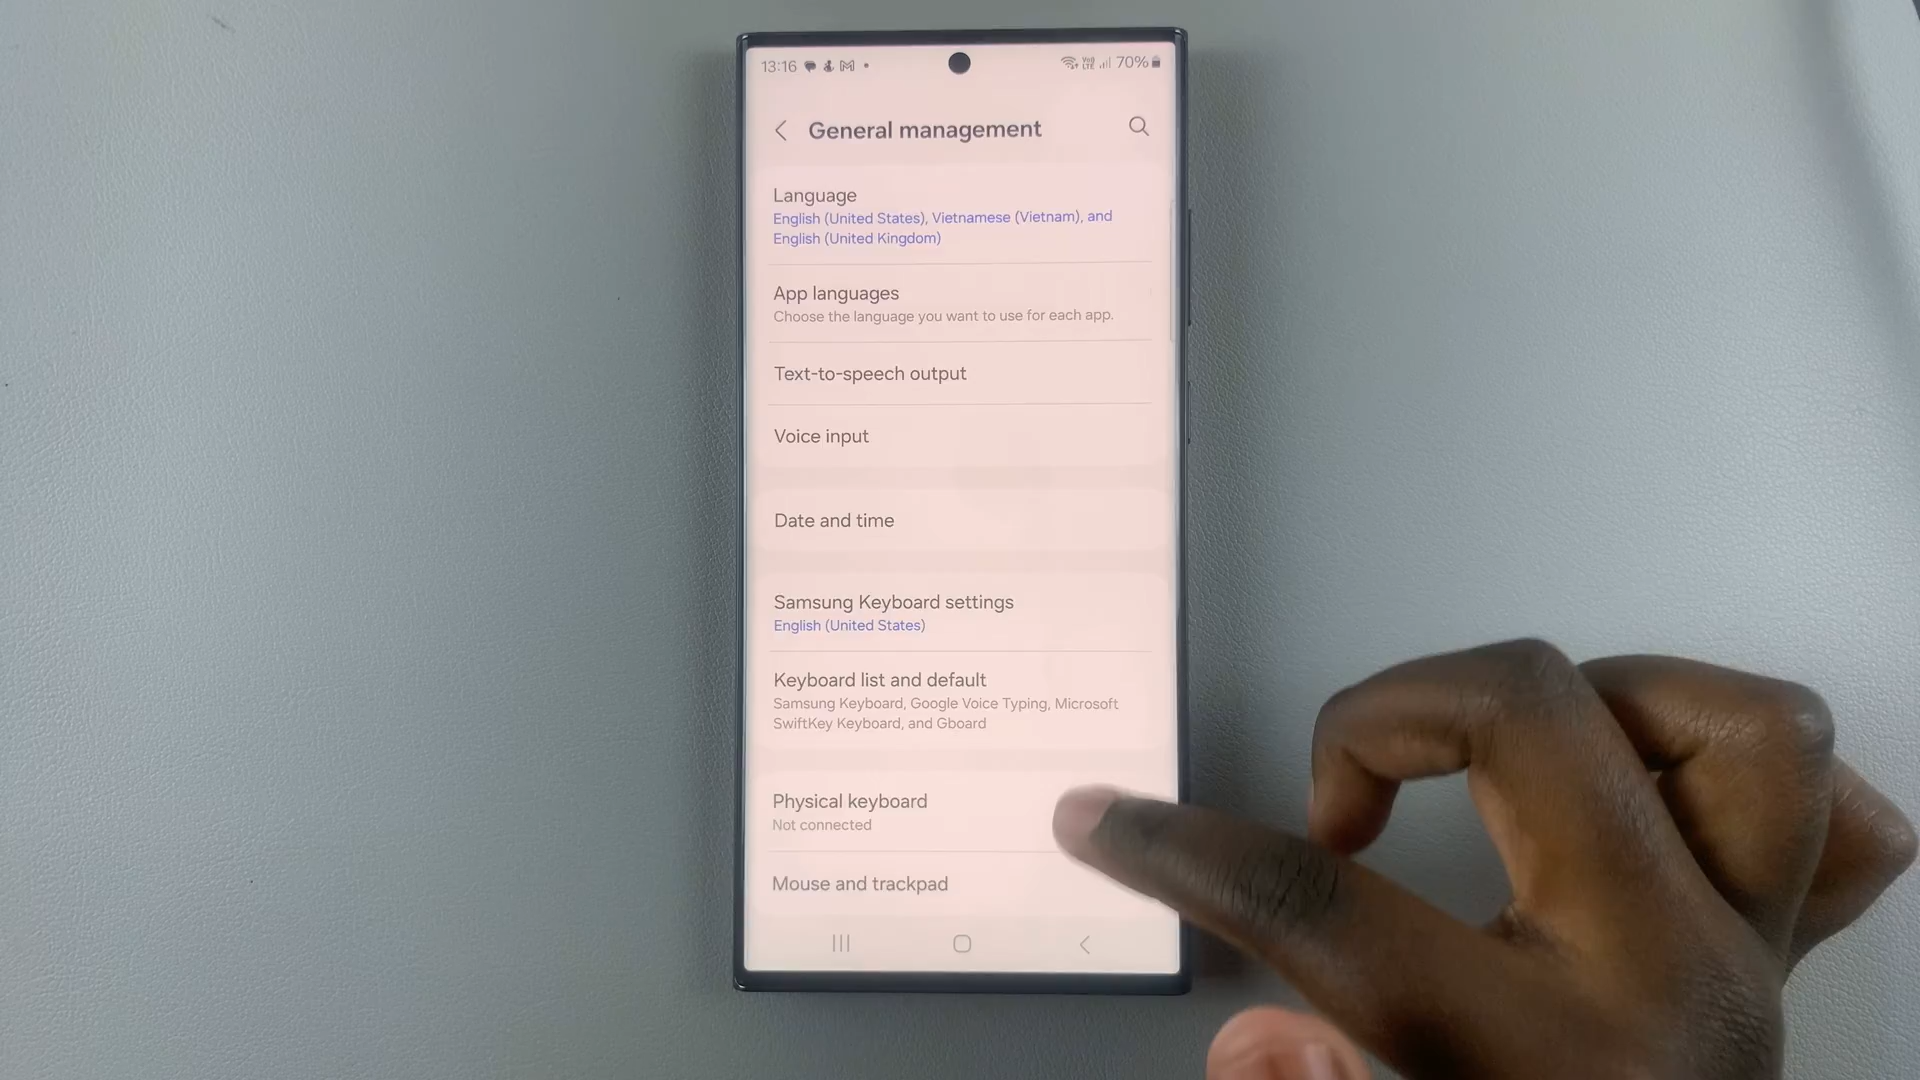 13:16
Vo))
LTE
70%
General management
Language
English (United States), Vietnamese (Vietnam), and
English (United Kingdom)
App languages
Choose the language you want to use for each app.
Text-to-speech output
Voice input
Date and time
Samsung Keyboard settings
English (United States)
Keyboard list and default
Samsung Keyboard, Google Voice Typing, Microsoft
SwiftKey Keyboard, and Gboard
Physical keyboard
Not connected
Mouse and trackpad